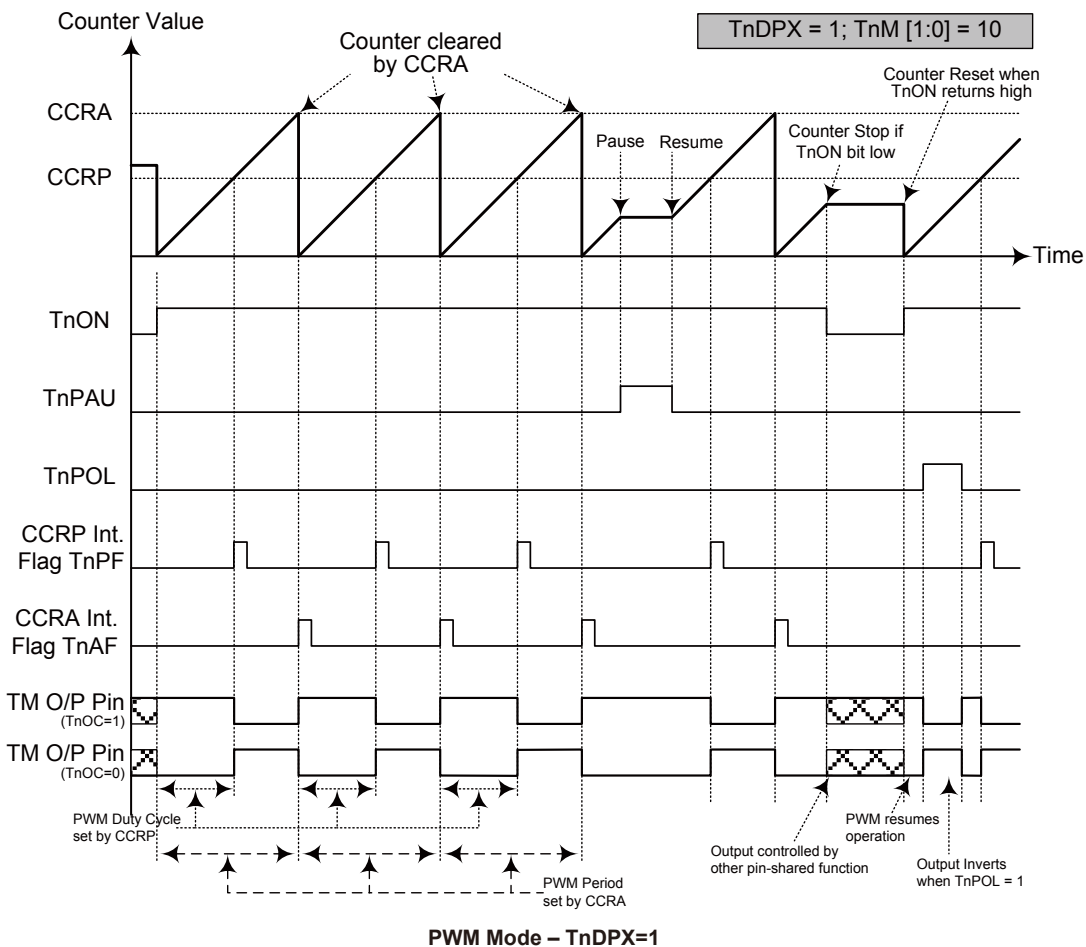 Counter Value
TnDPX = 1; TnM [1:0] = 10
Counter cleared
by CCRA
Counter Reset when
TnON returns high
CCRA
Counter Stop if
TnON bit low
Pause
Resume
CCRP
Time
TnON
TnPAU
TnPOL
CCRP Int.
Flag TnPF
CCRA Int.
Flag TnAF
TM O/P Pin
(TnOC=1)
TM O/P Pin
(TnOC=0)
PWM Duty Cycle
set by CCRP
PWM resumes
operation
Output controlled by
other pin-shared function
Output Inverts
when TnPOL = 1
PWM Period
set by CCRA
PWM Mode – TnDPX=1